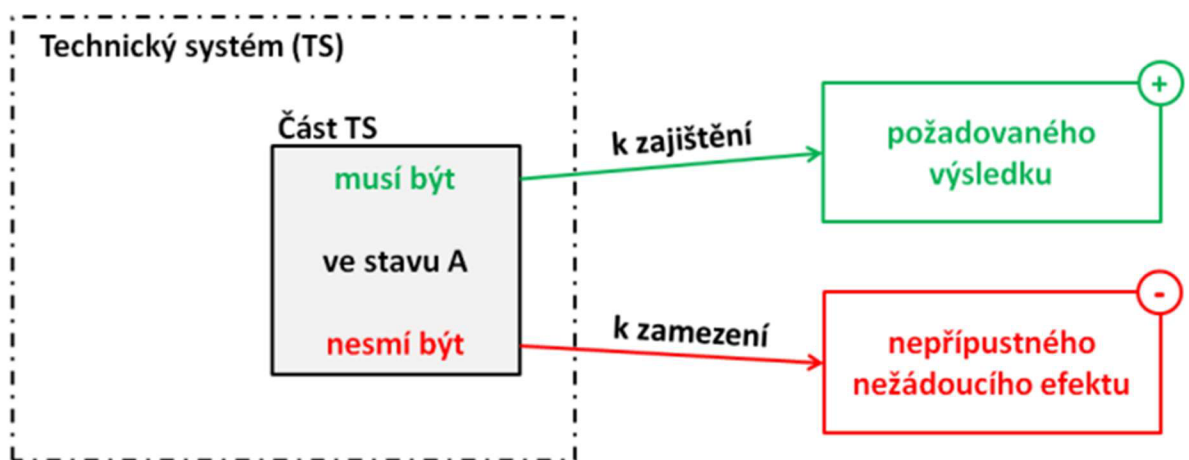 Technický systém (TS)
Část TS
musí být
ve stavu A
nesmí být
k zajištění
+
požadovaného
výsledku
k zamezení
-
nepřípustného
nežádoucího efektu